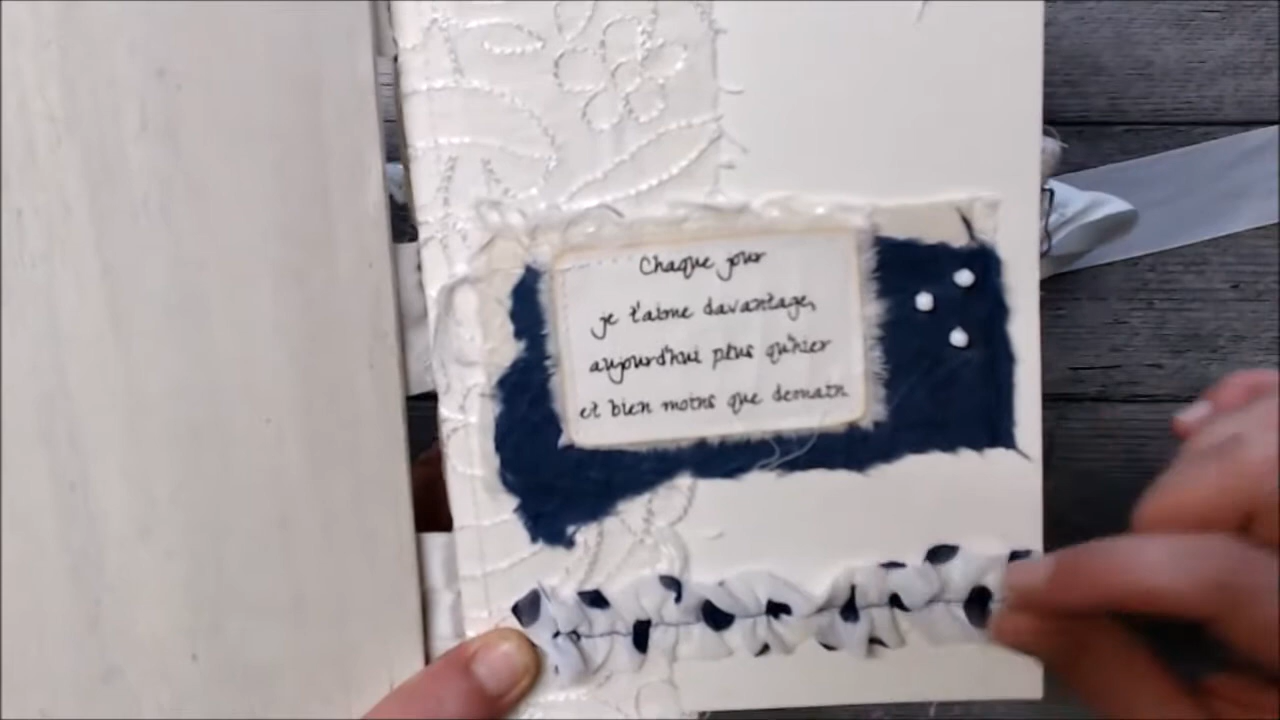 Chaque jour
je t'aime davantage,
aujourd'hui plus qu'hier
et bien moins que demain